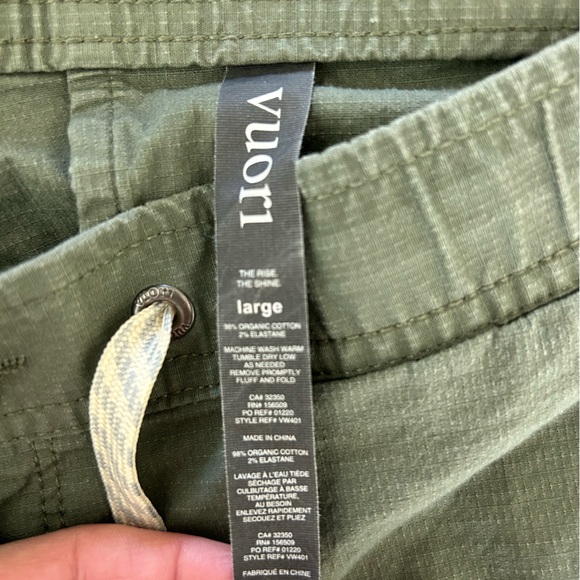 vuori
THE RISE.
THE SHINE.
large
98% ORGANIC COTTON
2% ELASTANE
MACHINE WASH WARM
TUMBLE DRY LOW
AS NEEDED
REMOVE PROMPTLY
FLUFF AND FOLD
CA# 32350
RN# 156509
PO REF# 01220
STYLE REF# VW401
MADE IN CHINA
98% ORGANIC COTTON
2% ELASTANE
LAVAGE À L'EAU TIÈDE
SÉCHAGE PAR
CULBUTAGE À BASSE
TEMPÉRATURE,
AU BESOIN
ENLEVEZ RAPIDEMENT
SECOUEZ ET PLIEZ
CA# 32350
RN# 156509
PO REF# 01220
STYLE REF# VW401
FABRIQUÉ EN CHINE